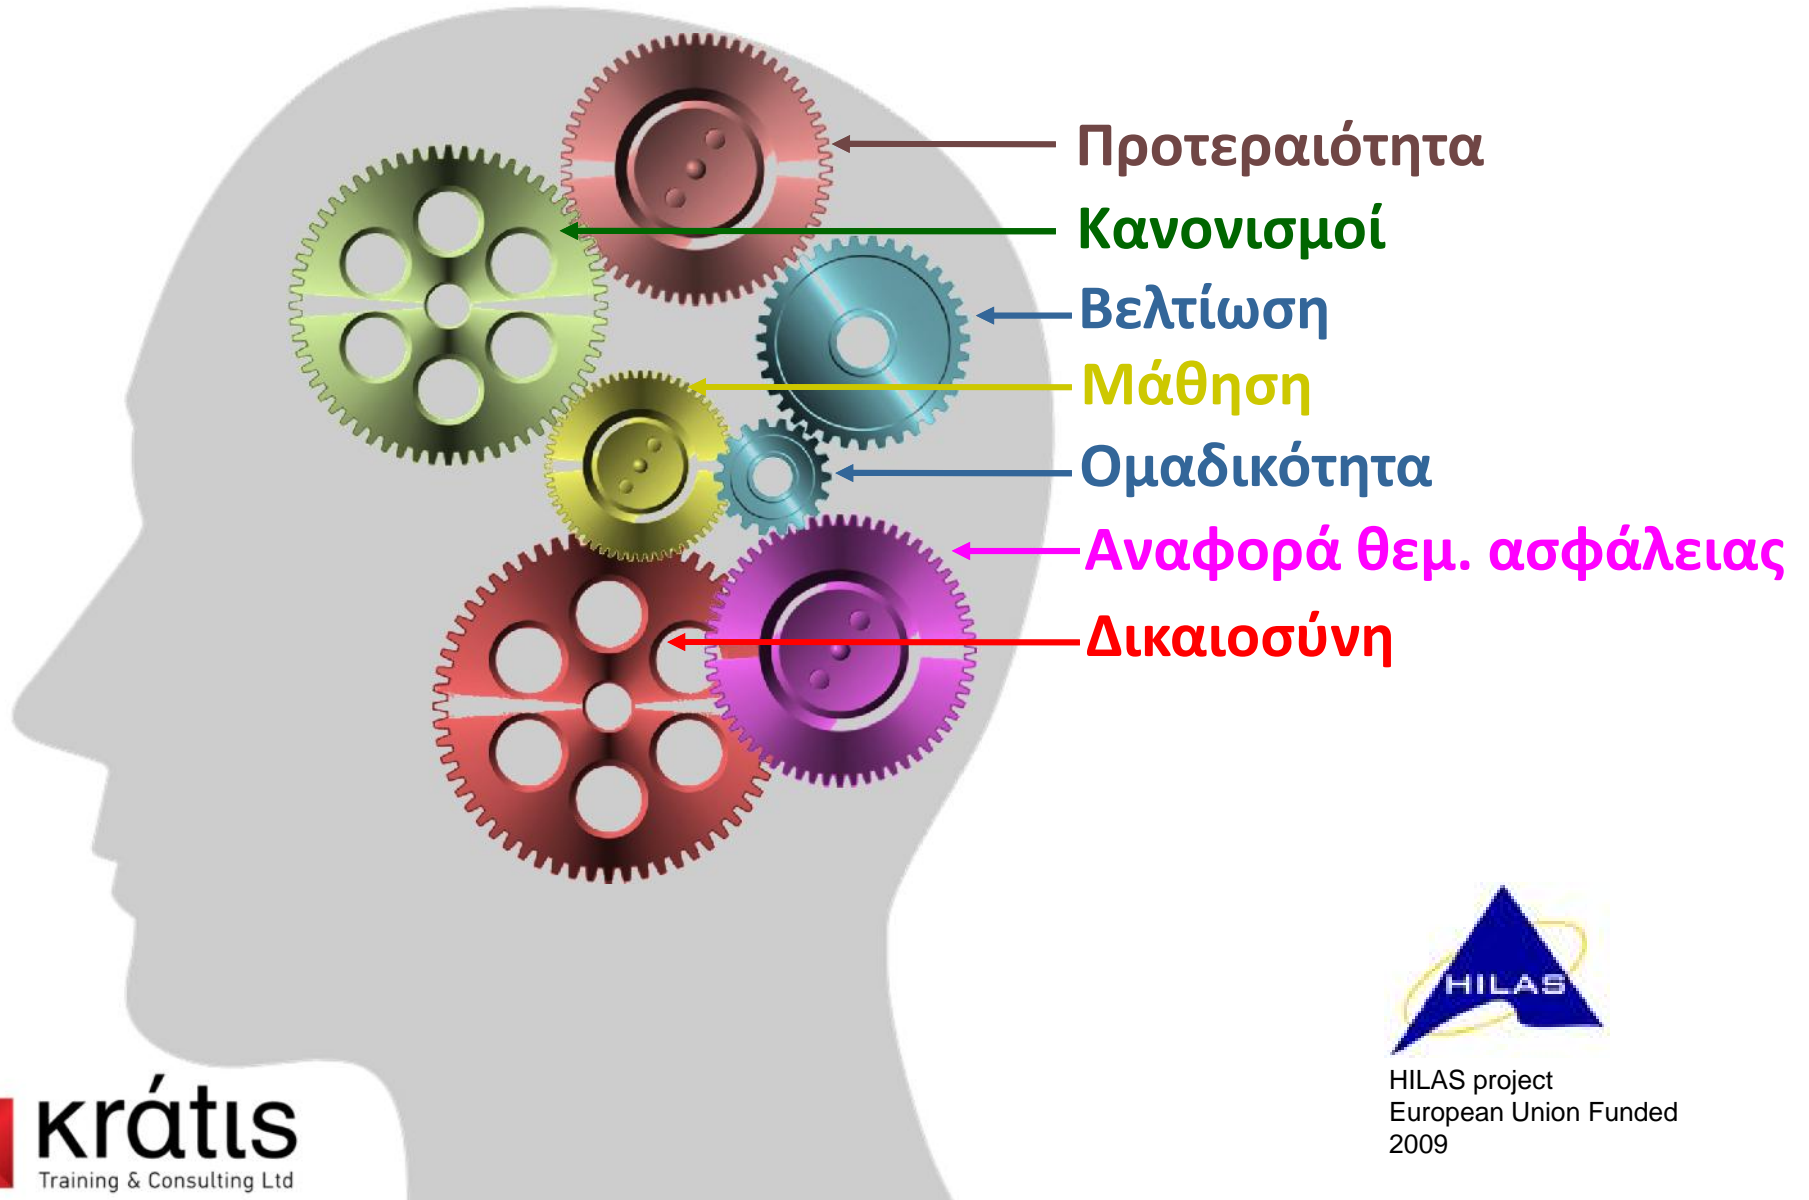 Προτεραιότητα
Κανονισμοί
Βελτίωση
Μάθηση
Ομαδικότητα
Αναφορά θεμ. ασφάλειας
Δικαιοσύνη
HILAS
HILAS project
European Union Funded
2009
κrátιs
Training & Consulting Ltd